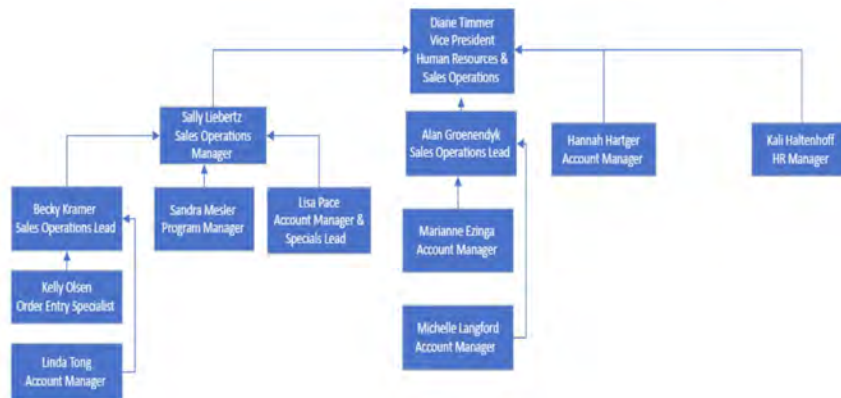 Diane Timmer
Vice President
Human Resources &
Sales Operations
Sally Liebertz
Sales Operations
Manager
Alan Groenendyk
Sales Operations Lead
Hannah Hartger
Account Manager
Kali Haltenhoff
HR Manager
Becky Kramer
Sales Operations Lead
Sandra Mesler
Program Manager
Lisa Pace
Account Manager &
Specials Lead
Marianne Ezinga
Account Manager
Kelly Olsen
Order Entry Specialist
Michelle Langford
Account Manager
Linda Tong
Account Manager